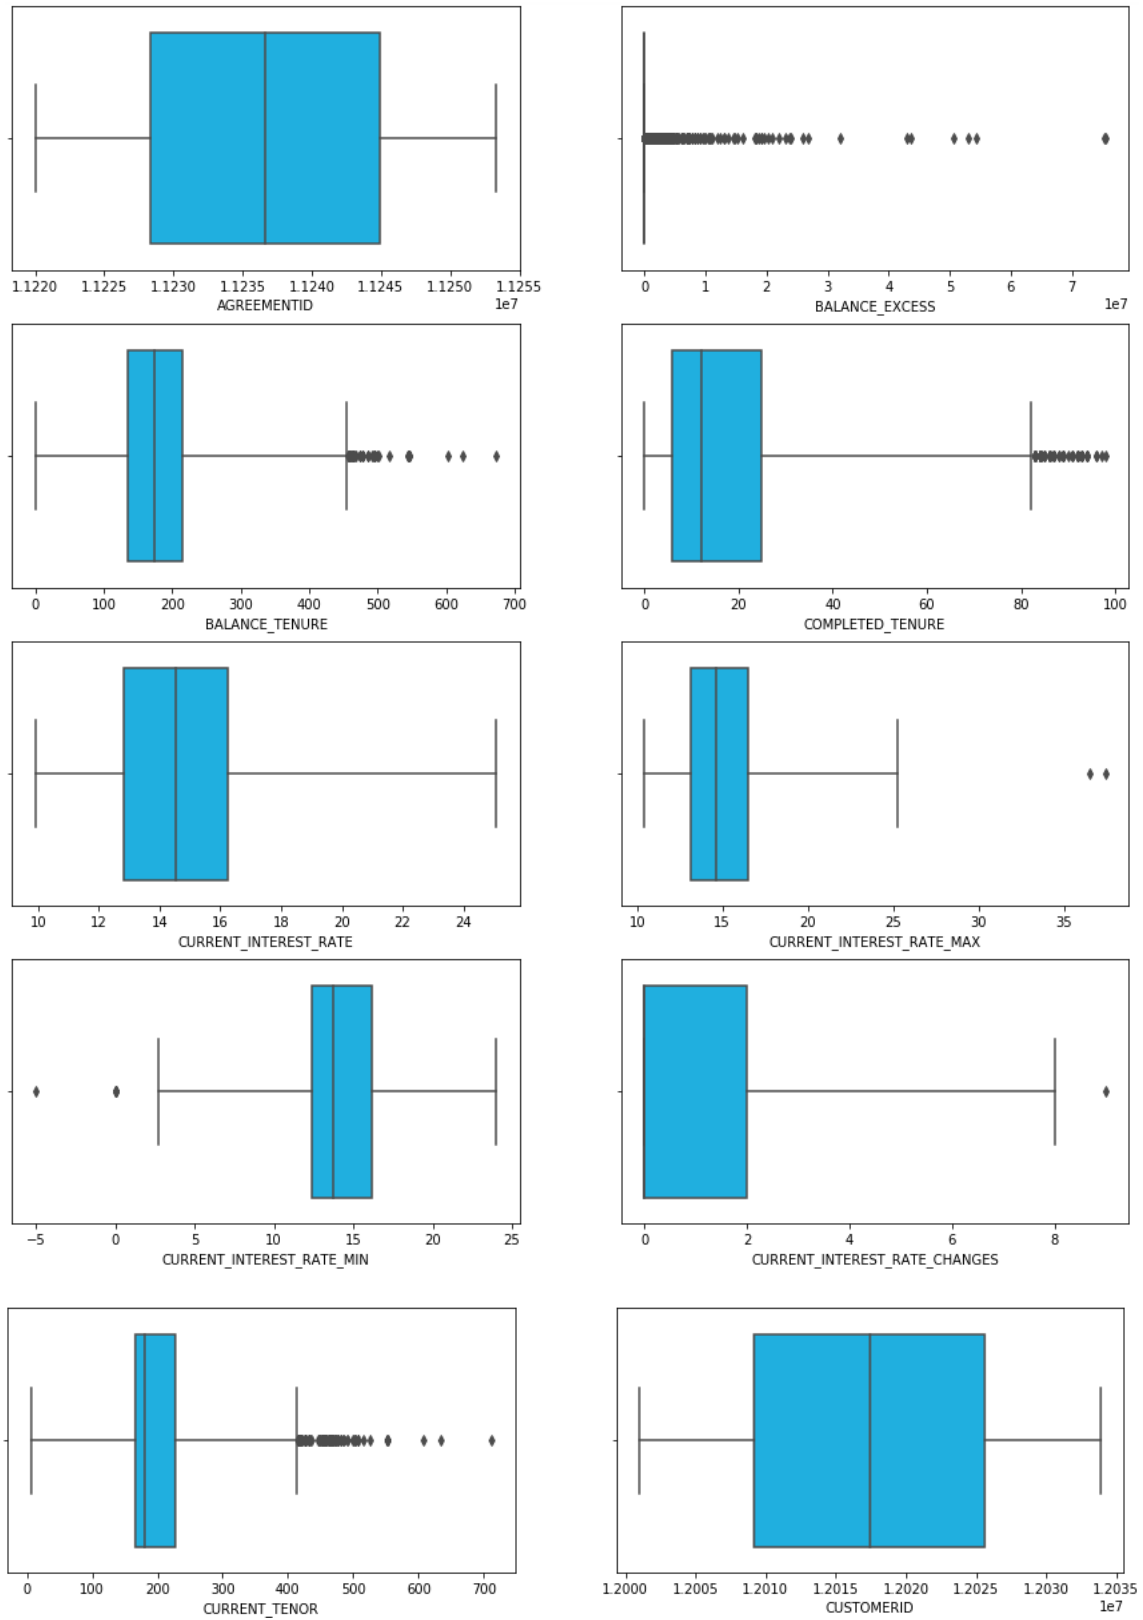 1.1220 1.1225 1.1230 1.1235 1.1240 1.1245 1.1250 1.1255
AGREEMENTID
1e7
0 1 2 3 4 5 6 7
BALANCE_EXCESS
1e7
0 100 200 300 400 500 600 700
BALANCE_TENURE
0 20 40 60 80 100
COMPLETED_TENURE
10 12 14 16 18 20 22 24
CURRENT_INTEREST_RATE
10 15 20 25 30 35
CURRENT_INTEREST_RATE_MAX
−5 0 5 10 15 20 25
CURRENT_INTEREST_RATE_MIN
0 2 4 6 8
CURRENT_INTEREST_RATE_CHANGES
0 100 200 300 400 500 600 700
CURRENT_TENOR
1.2000 1.2005 1.2010 1.2015 1.2020 1.2025 1.2030 1.2035
CUSTOMERID
1e7